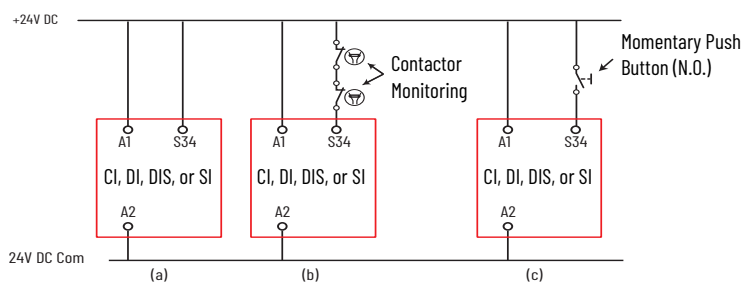 +24V DC
Contactor
Monitoring
Momentary Push
Button (N.O.)
A1 S34
CI, DI, DIS, or SI
A2
A1 S34
CI, DI, DIS, or SI
A2
A1 S34
CI, DI, DIS, or SI
A2
24V DC Com
(a) (b) (c)